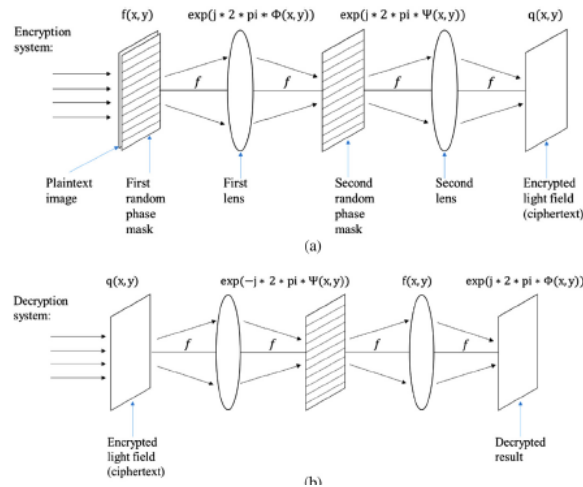 f(x,y) exp(j * 2 * pi * Φ(x,y)) exp(j * 2 * pi * Ψ(x,y)) q(x,y)
Encryption
system:
f f f f
Plaintext
image
First
random
phase
mask
First
lens
Second
random
phase
mask
Second
lens
Encrypted
light field
(ciphertext)
(a)
q(x,y) exp(−j * 2 * pi * Ψ(x,y)) f(x,y) exp(j * 2 * pi * Φ(x,y))
Decryption
system:
f f f f
Encrypted
light field
(ciphertext)
Decrypted
result
(b)